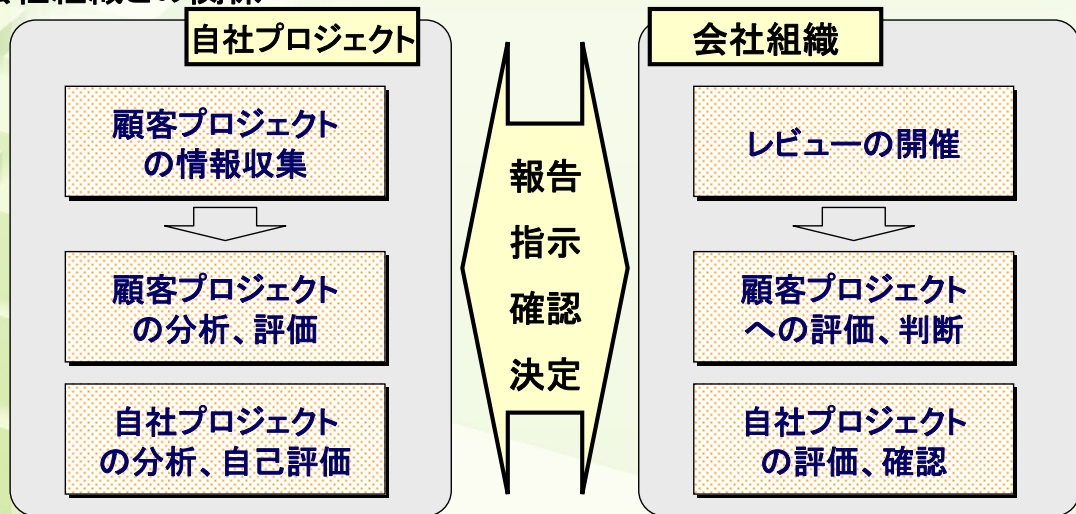 自社プロジェクト
顧客プロジェクト
の情報収集
顧客プロジェクト
の分析、評価
自社プロジェクト
の分析、自己評価
報告
指示
確認
決定
会社組織
レビューの開催
顧客プロジェクト
への評価、判断
自社プロジェクト
の評価、確認